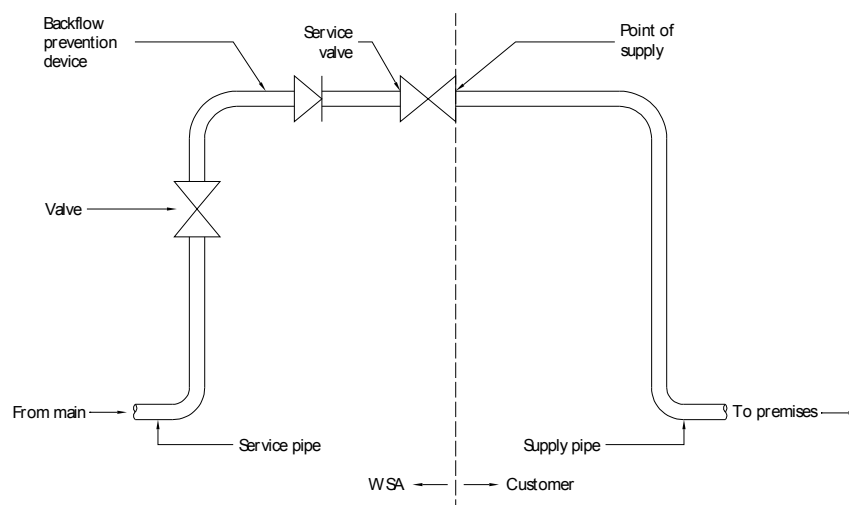 Backflow
prevention
device
Service
valve
Point of
supply
Valve
From main
Service pipe
Supply pipe
To premises
WSA
Customer